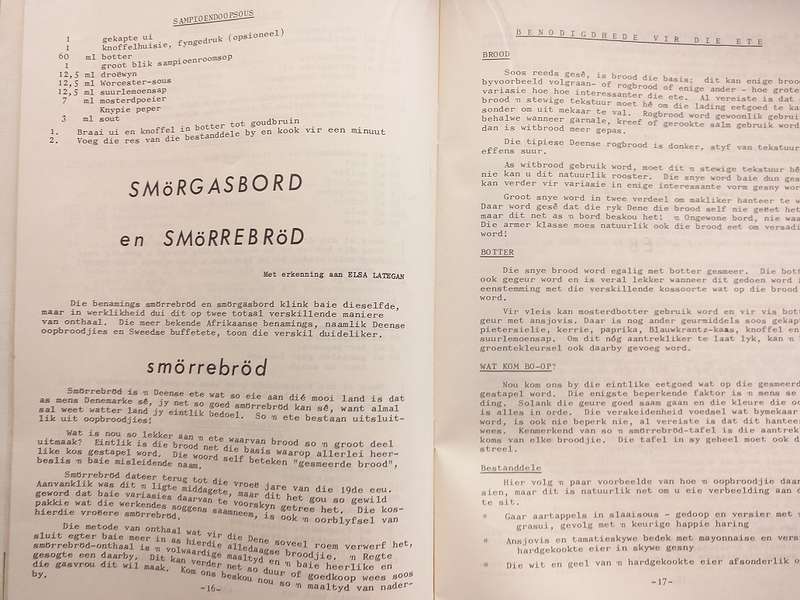 SAMPIOENDOOPSOUS
1 gekapte ui
1 knoffelhuisie, fyngedruk (opsioneel)
60 ml botter
1 groot blik sampioenroomsop
12,5 ml droëwyn
12,5 ml Worcester-sous
12,5 ml suurlemoensap
7 ml mosterdpoeier
Knypie peper
3 ml sout
1. Braai ui en knoffel in botter tot goudbruin
2. Voeg die res van die bestanddele by en kook vir een minuut
SMöRGASBORD
en SMöRREBRöD
Met erkenning aan ELSA LATEGAN
Die benamings smörrebröd en smörgasbord klink baie dieselfde,
maar in werklikheid dui dit op twee totaal verskillende maniere
van onthaal. Die meer bekende Afrikaanse benamings, naamlik Deense
oopbroodjies en Sweedse buffetete, toon die verskil duideliker.
smörrebröd
Smörrebröd is 'n Deense ete wat so eie aan dié mooi land is dat
as mens Denemarke sê, jy net so goed smörrebröd kan sê, want almal
sal weet watter land jy eintlik bedoel. So 'n ete bestaan uitsluit-
lik uit oopbroodjies!
Wat is nou so lekker aan 'n ete waarvan brood so 'n groot deel
uitmaak? Eintlik is die brood net die basis waarop allerlei heer-
like kos gestapel word. Die woord self beteken "gesmeerde brood",
beslis 'n baie misleidende naam.
Smörrebröd dateer terug tot die vroeë jare van die 19de eeu.
Aanvanklik was dit 'n ligte middagete, maar dit het gou so gewild
geword dat baie variasies daarvan te voorskyn getree het. Die kos-
pakkie wat die werkendes soggens saamneem, is ook 'n oorblyfsel van
hierdie vroëere smörrebröd.
Die metode van onthaal wat vir die Dene soveel roem verwerf het,
sluit egter baie meer in as hierdie alledaagse broodjie. 'n Regte
smörrebröd-onthaal is 'n volwaardige maaltyd en 'n baie heerlike en
gesogte een daarby. Dit kan verder net so duur of goedkoop wees soos
die gasvrou dit wil maak. Kom ons beskou nou so 'n maaltyd van nader-
by.
-16-
BENODIGDHEDE VIR DIE ETE
BROOD
Soos reeds gesê, is brood die basis; dit kan enige
byvoorbeeld volgraan- of rogbrood of enige ander - hoe
variasie hoe hoe interessanter die ete. Al vereiste is dat
brood 'n stewige tekstuur moet hê om die lading eetgoed te
sonder om uit mekaar te val. Rogbrood word gewoonlik
behalwe wanneer garnale, kreef of gerookte salm gebruik
dan is witbrood meer gepas.
Die tipiese Deense rogbrood is donker, styf van
effens suur.
As witbrood gebruik word, moet dit 'n stewige tekstuur
nie kan u dit natuurlik rooster. Die snye word baie dun
kan verder vir variasie in enige interessante vorm gesny
Groot snye word in twee verdeel om makliker hanteer te
Daar word gesê dat die ryk Dene die brood self nie geëet het
maar dit net as 'n bord beskou het! 'n Ongewone bord, nie
Die armer klasse moes natuurlik ook die brood eet om
word!
BOTTER
Die snye brood word egalig met botter gesmeer. Die
ook gegeur word en is veral lekker wanneer dit gedoen word
eenstemming met die verskillende kossoorte wat op die brood
word.
Vir vleis kan mosterdbotter gebruik word en vir vis
geur met ansjovis. Daar is nog ander geurmiddels soos
pietersielie, kerrie, paprika, Blauwkrantz-kaas, knoffel en
suurlemoensap. Om dit nóg aantrekliker te laat lyk, kan 'n
groentekleursel ook daarby gevoeg word.
WAT KOM BO-OP?
Nou kom ons by die eintlike eetgoed wat op die gesmeerde
gestapel word. Die enigste beperkende faktor is 'n mens se
ding. Solank die geure goed saam gaan en die kleure die
is alles in orde. Die verskeidenheid voedsel wat
word, is ook nie beperk nie, al vereiste is dat dit
wees. Kenmerkend van so 'n smörrebröd-tafel is die
koms van elke broodjie. Die tafel in sy geheel moet ook
streel.
Bestanddele
Hier volg 'n paar voorbeelde van hoe 'n oopbroodjie
sien, maar dit is natuurlik net om u eie verbeelding aan
te sit.
* Gaar aartappels in slaaisous - gedoop en versier met
grasui, gevolg met 'n keurige happie haring
* Ansjovis en tamatieskywe bedek met mayonnaise en
hardgekookte eier in skywe gesny
* Die wit en geel van 'n hardgekookte eier afsonderlik
-17-